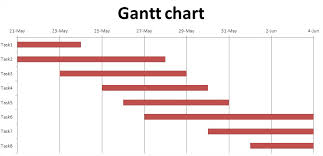 Gantt chart
21-May 23-May 25-May 27-May 29-May 31-May 2-Jun 4-Jun
Task1
Task2
Task3
Task4
Task5
Task6
Task7
Task8